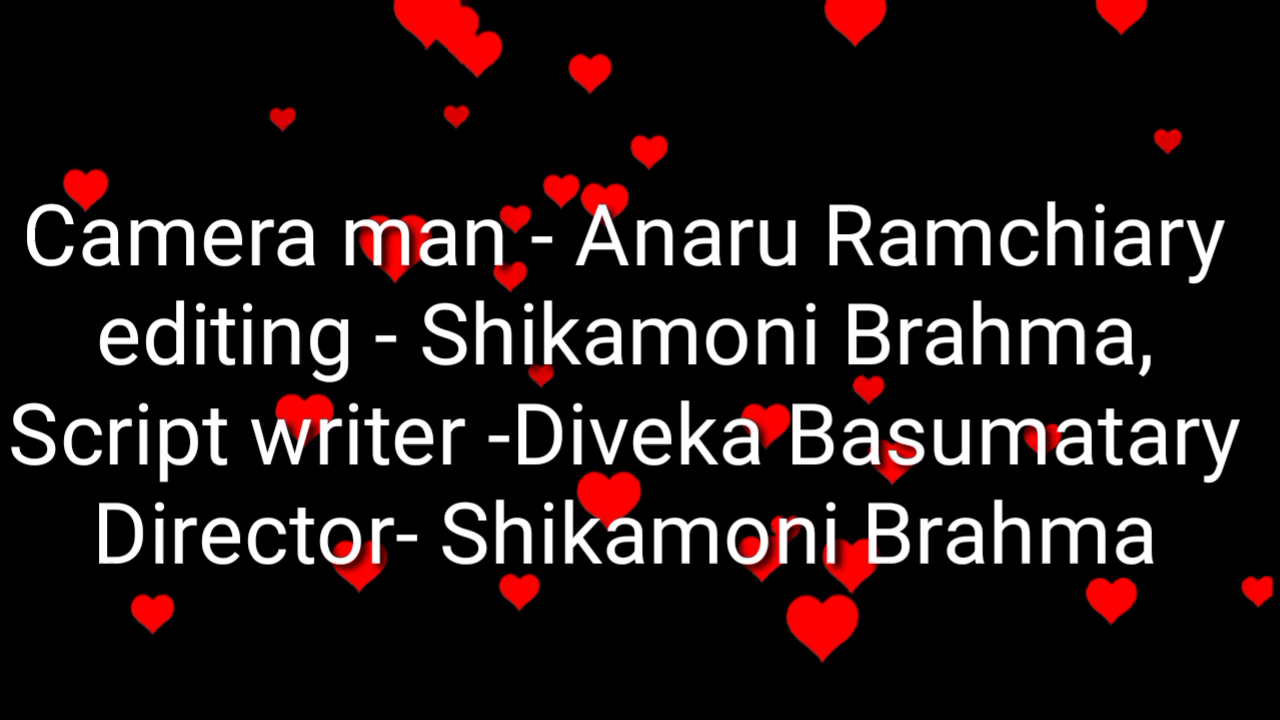 Camera man - Anaru Ramchiary
editing - Shikamoni Brahma,
Script writer -Diveka Basumatary
Director- Shikamoni Brahma